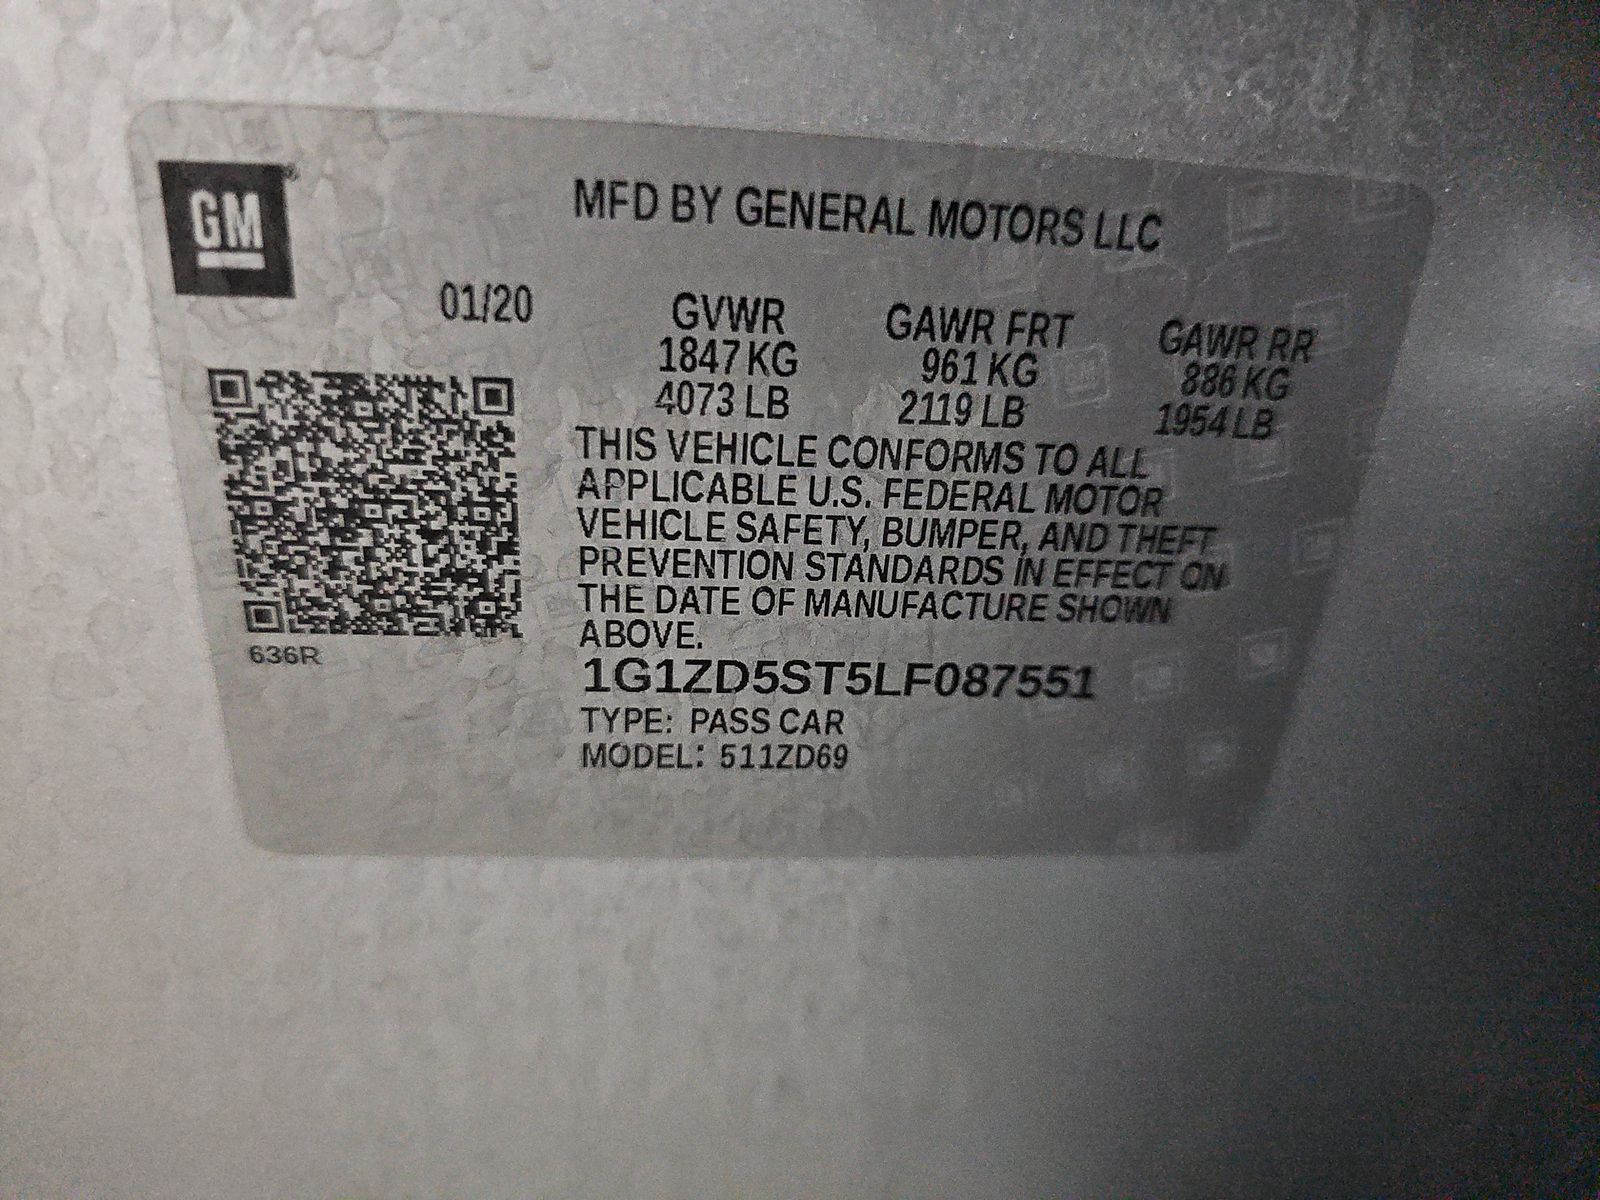 GM
MFD BY GENERAL MOTORS LLC
01/20
GVWR
1847 KG
4073 LB
GAWR FRT
961 KG
2119 LB
GAWR RR
886 KG
1954 LB
THIS VEHICLE CONFORMS TO ALL
APPLICABLE U.S. FEDERAL MOTOR
VEHICLE SAFETY, BUMPER, AND THEFT
PREVENTION STANDARDS IN EFFECT ON
THE DATE OF MANUFACTURE SHOWN
ABOVE.
636R
1G1ZD5ST5LF087551
TYPE: PASS CAR
MODEL: 511ZD69